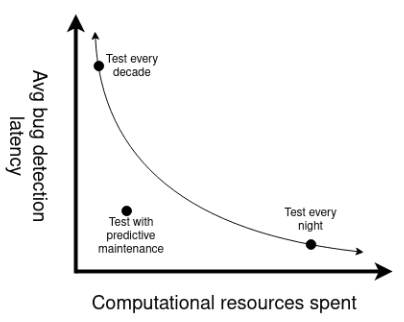 Test every
decade
Avg bug detection
latency
Test with
predictive
maintenance
Test every
night
Computational resources spent